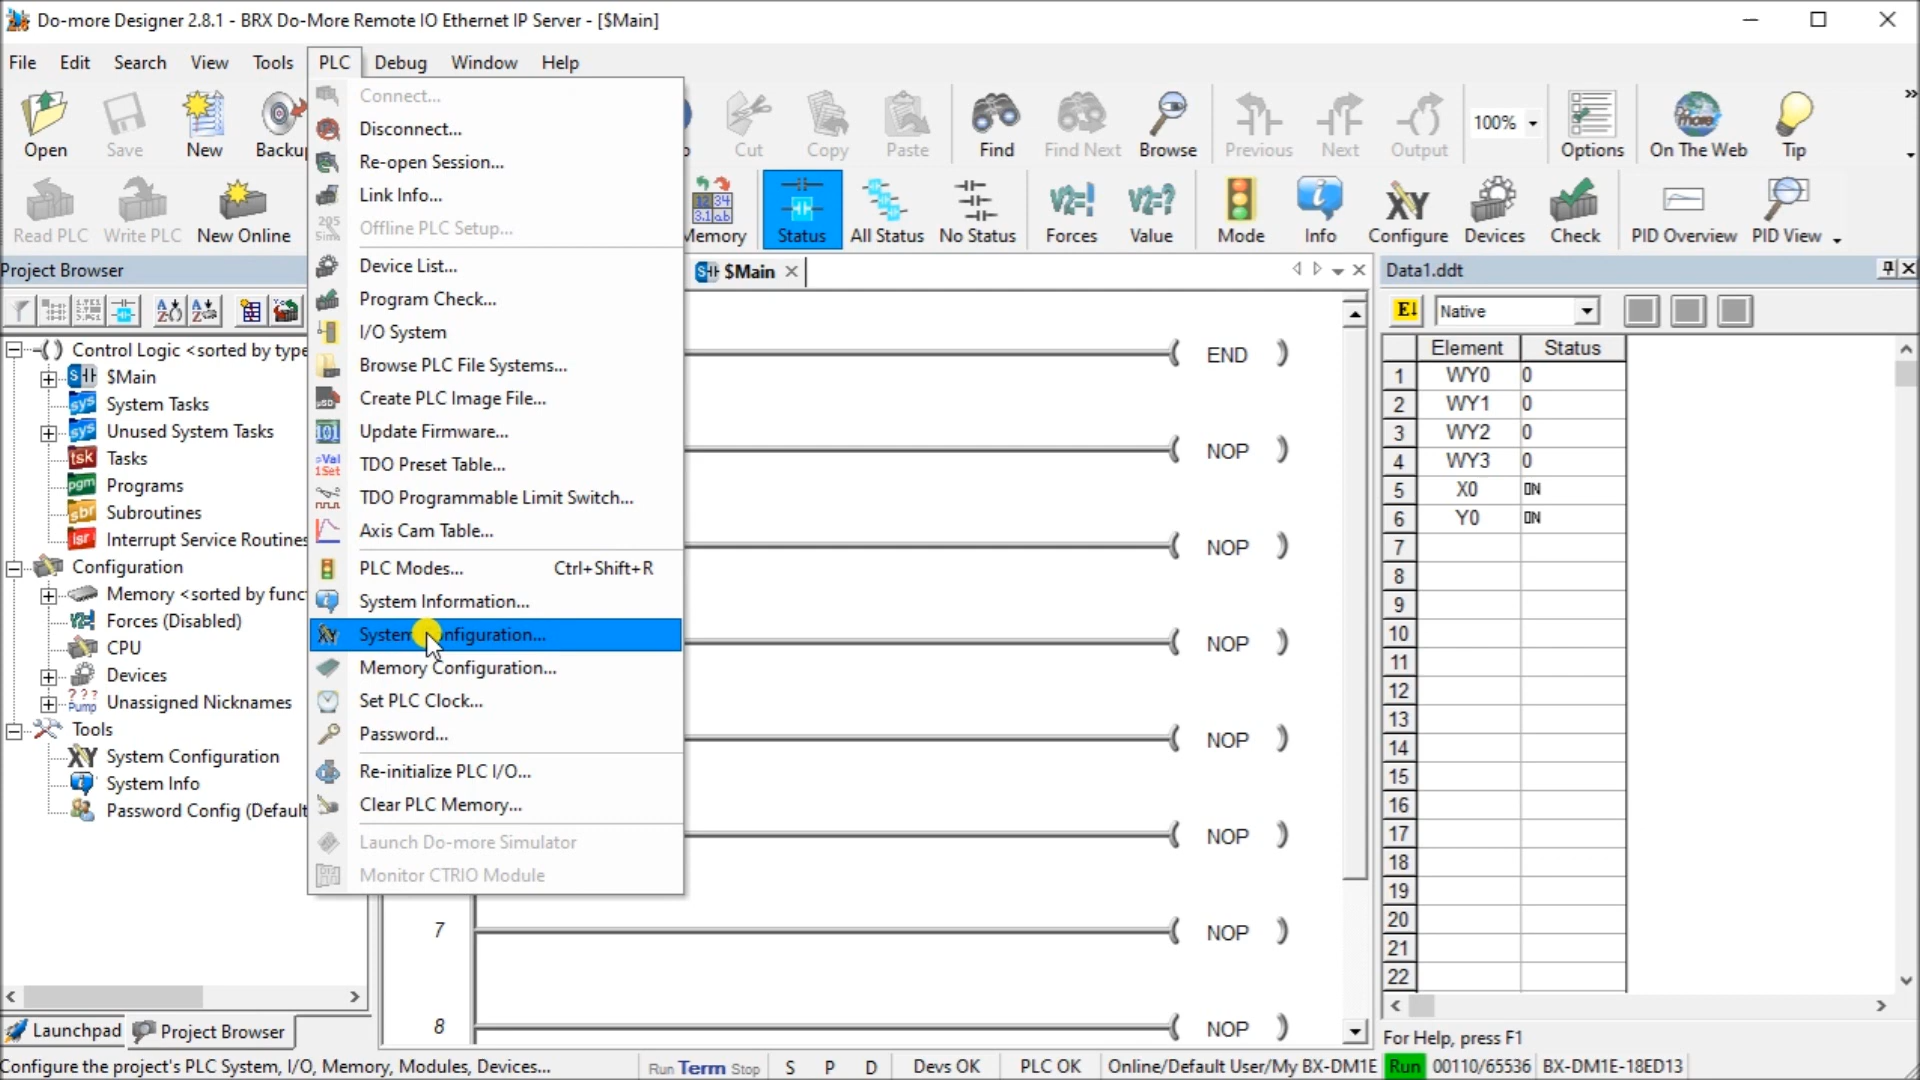 Do-more Designer 2.8.1 - BRX Do-More Remote IO Ethernet IP Server - [$Main]
File Edit Search View Tools PLC Debug Window Help
Open Save New Backup Cut Copy Paste Find Find Next Browse Previous Next Output 100% Options On The Web Tip
Read PLC Write PLC New Online Memory Status All Status No Status Forces Value Mode Info Configure Devices Check PID Overview PID View
Project Browser
Control Logic <sorted by type
$Main
System Tasks
Unused System Tasks
Tasks
Programs
Subroutines
Interrupt Service Routines
Configuration
Memory <sorted by func
Forces (Disabled)
CPU
Devices
Unassigned Nicknames
Tools
System Configuration
System Info
Password Config (Default
Launchpad Project Browser
Connect...
Disconnect...
Re-open Session...
Link Info...
Offline PLC Setup...
Device List...
Program Check...
I/O System
Browse PLC File Systems...
Create PLC Image File...
Update Firmware...
TDO Preset Table...
TDO Programmable Limit Switch...
Axis Cam Table...
PLC Modes... Ctrl+Shift+R
System Information...
System Configuration...
Memory Configuration...
Set PLC Clock...
Password...
Re-initialize PLC I/O...
Clear PLC Memory...
Launch Do-more Simulator
Monitor CTRIO Module
$Main
END
NOP
NOP
NOP
NOP
NOP
7 NOP
8 NOP
Data1.ddt
Native
Element Status
1 WY0 0
2 WY1 0
3 WY2 0
4 WY3 0
5 X0 ON
6 Y0 ON
7
8
9
10
11
12
13
14
15
16
17
18
19
20
21
22
For Help, press F1
Configure the project's PLC System, I/O, Memory, Modules, Devices... Run Term Stop S P D Devs OK PLC OK Online/Default User/My BX-DM1E Run 00110/65536 BX-DM1E-18ED13